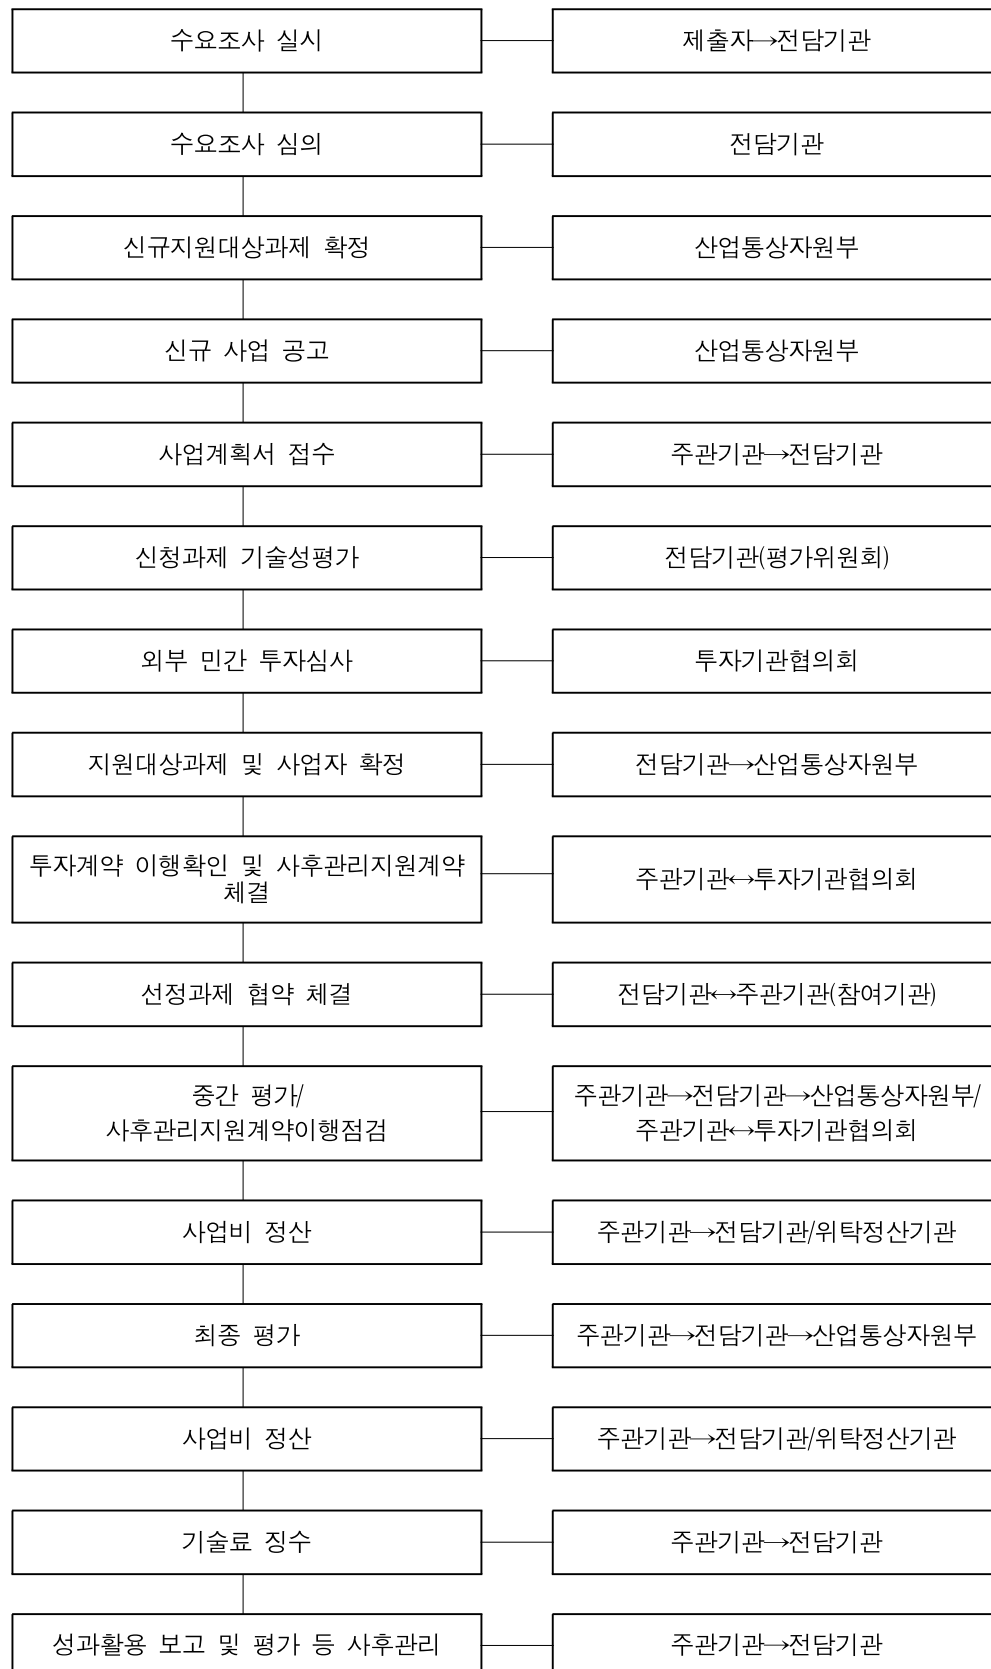 수요조사 실시
제출자→전담기관
수요조사 심의
전담기관
신규지원대상과제 확정
산업통상자원부
신규 사업 공고
산업통상자원부
사업계획서 접수
주관기관→전담기관
신청과제 기술성평가
전담기관(평가위원회)
외부 민간 투자심사
투자기관협의회
지원대상과제 및 사업자 확정
전담기관→산업통상자원부
투자계약 이행확인 및 사후관리지원계약
체결
주관기관↔투자기관협의회
선정과제 협약 체결
전담기관↔주관기관(참여기관)
중간 평가/
사후관리지원계약이행점검
주관기관→전담기관→산업통상자원부/
주관기관↔투자기관협의회
사업비 정산
주관기관→전담기관/위탁정산기관
최종 평가
주관기관→전담기관→산업통상자원부
사업비 정산
주관기관→전담기관/위탁정산기관
기술료 징수
주관기관→전담기관
성과활용 보고 및 평가 등 사후관리
주관기관→전담기관